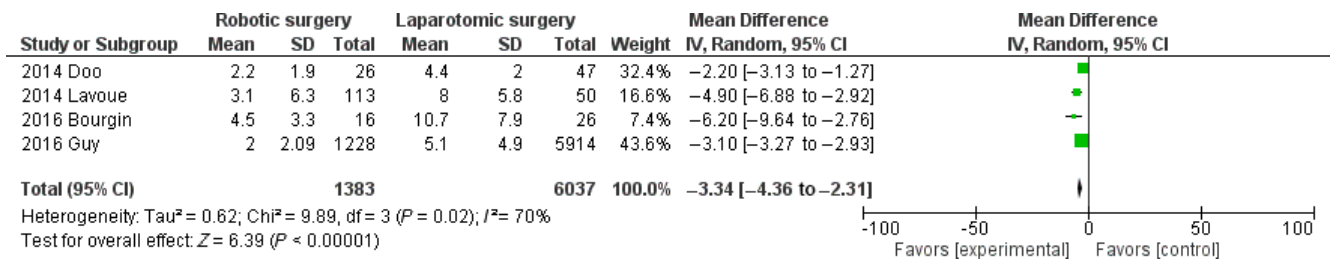 Robotic surgery Laparotomic surgery Mean Difference Mean Difference
Study or Subgroup Mean SD Total Mean SD Total Weight IV, Random, 95% CI IV, Random, 95% CI
2014 Doo 2.2 1.9 26 4.4 2 47 32.4% −2.20 [−3.13 to −1.27]
2014 Lavoue 3.1 6.3 113 8 5.8 50 16.6% −4.90 [−6.88 to −2.92]
2016 Bourgin 4.5 3.3 16 10.7 7.9 26 7.4% −6.20 [−9.64 to −2.76]
2016 Guy 2 2.09 1228 5.1 4.9 5914 43.6% −3.10 [−3.27 to −2.93]
Total (95% CI) 1383 6037 100.0% −3.34 [−4.36 to −2.31]
Heterogeneity: Tau² = 0.62; Chi² = 9.89, df = 3 (P = 0.02); I² = 70%
Test for overall effect: Z = 6.39 (P < 0.00001)
-100 -50 0 50 100
Favors [experimental] Favors [control]